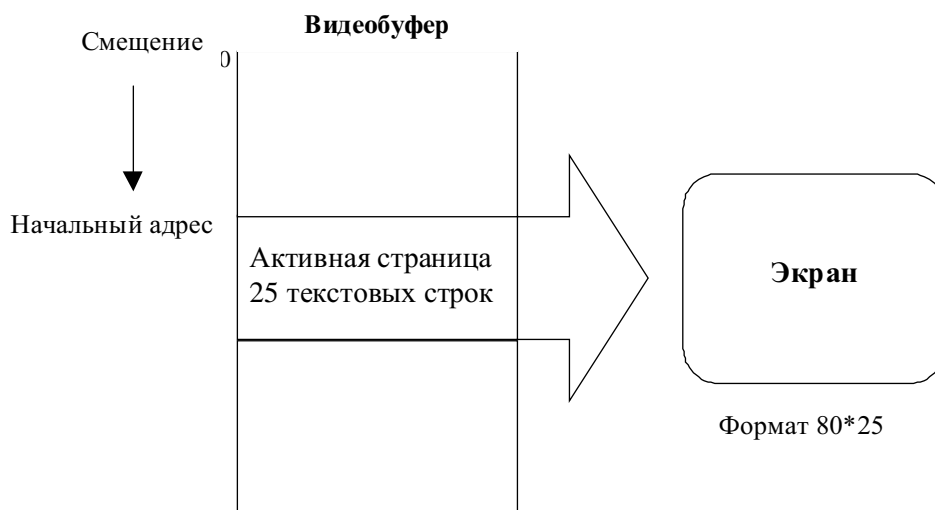 Видеобуфер
Смещение
0
Начальный адрес
Активная страница
25 текстовых строк
Экран
Формат 80*25